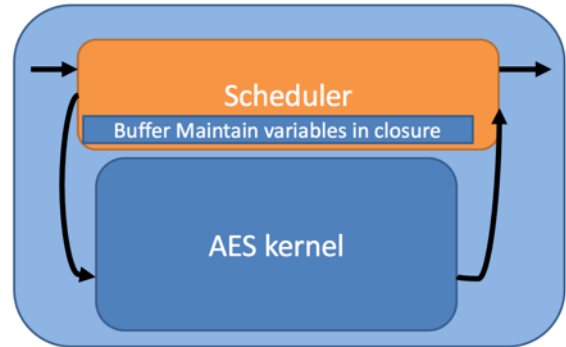 Scheduler
Buffer Maintain variables in closure
AES kernel